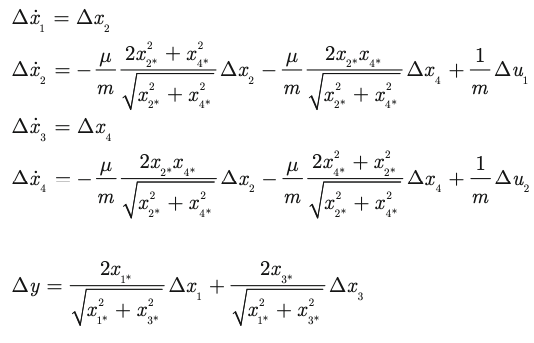 Δẋ₁ = Δx₂
Δẋ₂ = −(μ/m) (2x₂*² + x₄*²)/√(x₂*² + x₄*²) Δx₂ − (μ/m) (2x₂*x₄*)/√(x₂*² + x₄*²) Δx₄ + (1/m) Δu₁
Δẋ₃ = Δx₄
Δẋ₄ = −(μ/m) (2x₂*x₄*)/√(x₂*² + x₄*²) Δx₂ − (μ/m) (2x₄*² + x₂*²)/√(x₂*² + x₄*²) Δx₄ + (1/m) Δu₂
Δy = (2x₁*)/√(x₁*² + x₃*²) Δx₁ + (2x₃*)/√(x₁*² + x₃*²) Δx₃